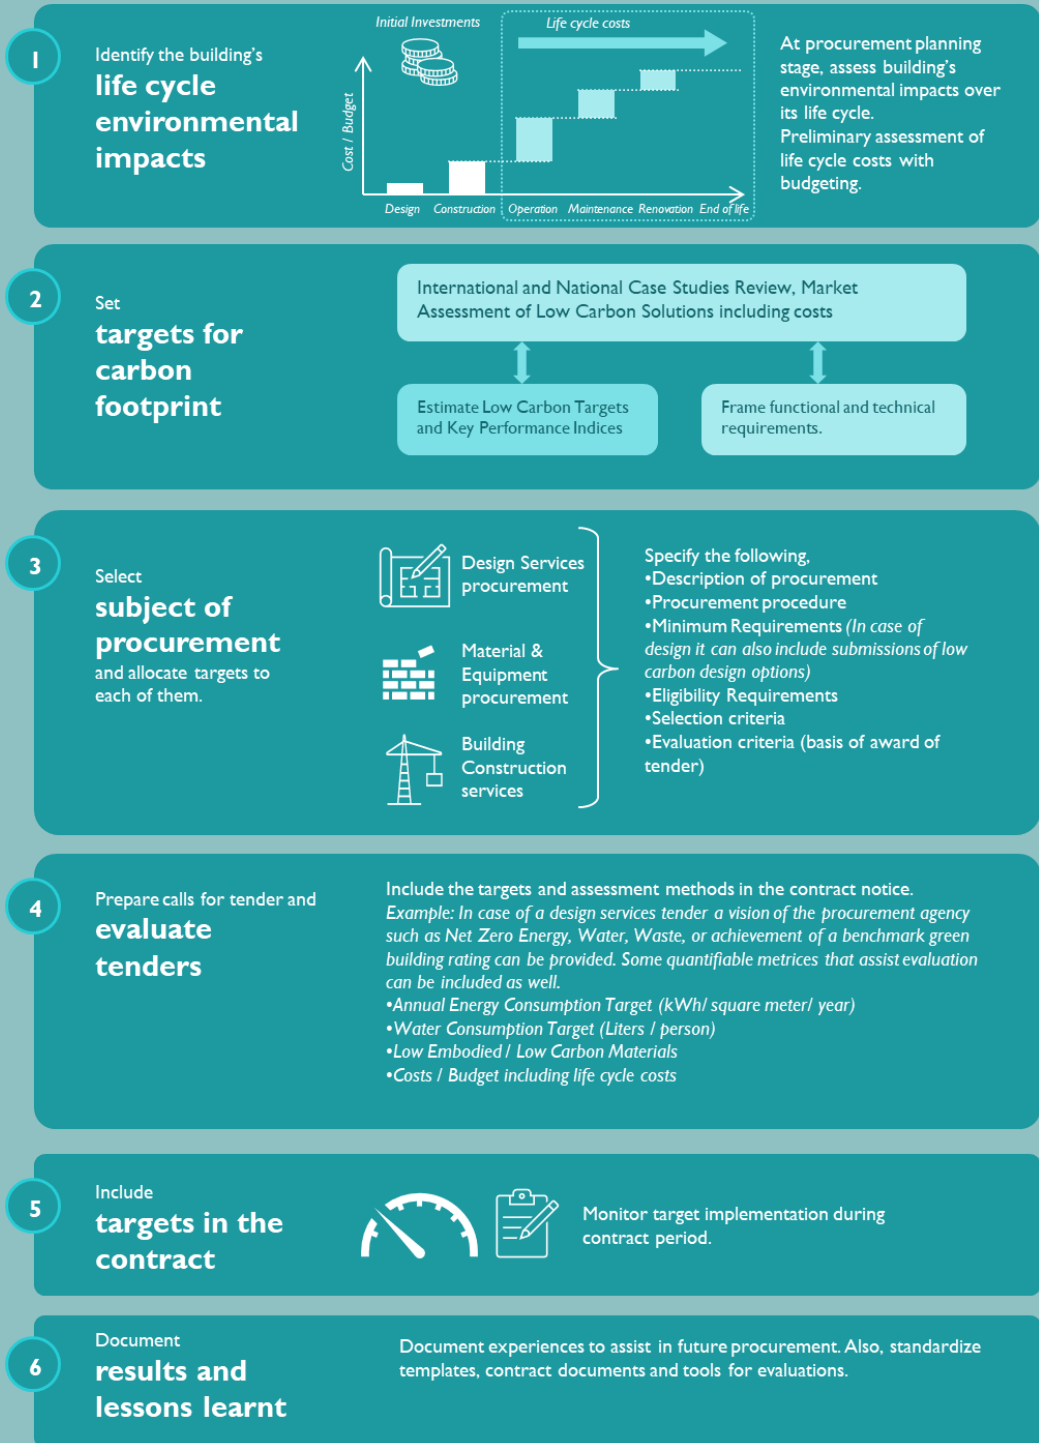 1
Identify the building's
life cycle
environmental
impacts
Initial Investments
Life cycle costs
Cost / Budget
Design
Construction
Operation
Maintenance
Renovation
End of life
At procurement planning
stage, assess building's
environmental impacts over
its life cycle.
Preliminary assessment of
life cycle costs with
budgeting.
2
Set
targets for
carbon
footprint
International and National Case Studies Review, Market
Assessment of Low Carbon Solutions including costs
Estimate Low Carbon Targets
and Key Performance Indices
Frame functional and technical
requirements.
3
Select
subject of
procurement
and allocate targets to
each of them.
Design Services
procurement
Material &
Equipment
procurement
Building
Construction
services
Specify the following,
•Description of procurement
•Procurement procedure
•Minimum Requirements (In case of
design it can also include submissions of low
carbon design options)
•Eligibility Requirements
•Selection criteria
•Evaluation criteria (basis of award of
tender)
4
Prepare calls for tender and
evaluate
tenders
Include the targets and assessment methods in the contract notice.
Example: In case of a design services tender a vision of the procurement agency
such as Net Zero Energy, Water, Waste, or achievement of a benchmark green
building rating can be provided. Some quantifiable metrices that assist evaluation
can be included as well.
•Annual Energy Consumption Target (kWh/ square meter/ year)
•Water Consumption Target (Liters / person)
•Low Embodied / Low Carbon Materials
•Costs / Budget including life cycle costs
5
Include
targets in the
contract
Monitor target implementation during
contract period.
6
Document
results and
lessons learnt
Document experiences to assist in future procurement. Also, standardize
templates, contract documents and tools for evaluations.